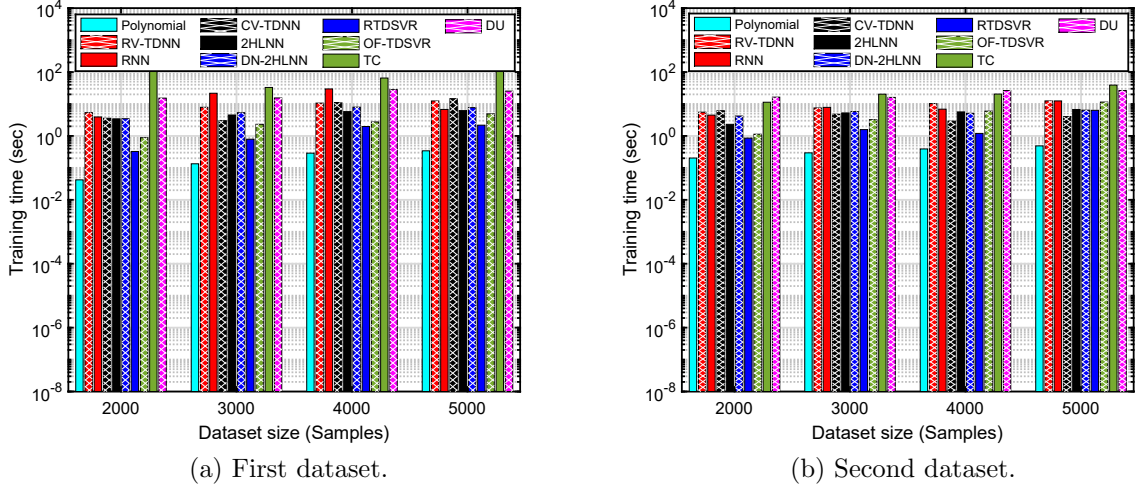 10^4
10^2
10^0
10^-2
10^-4
10^-6
10^-8
Training time (sec)
Polynomial
RV-TDNN
RNN
CV-TDNN
2HLNN
DN-2HLNN
RTDSVR
OF-TDSVR
TC
DU
2000 3000 4000 5000
Dataset size (Samples)
(a) First dataset.
10^4
10^2
10^0
10^-2
10^-4
10^-6
10^-8
Training time (sec)
Polynomial
RV-TDNN
RNN
CV-TDNN
2HLNN
DN-2HLNN
RTDSVR
OF-TDSVR
TC
DU
2000 3000 4000 5000
Dataset size (Samples)
(b) Second dataset.